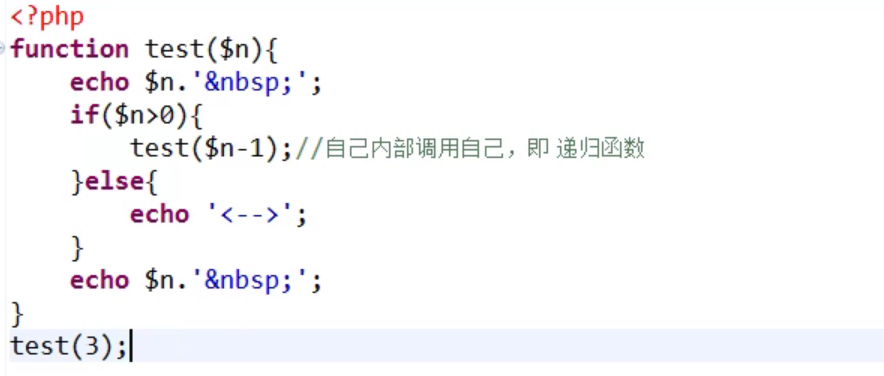 <?php
function test($n){
    echo $n.'&nbsp;';
    if($n>0){
        test($n-1);//自己内部调用自己，即 递归函数
    }else{
        echo '<-->';
    }
    echo $n.'&nbsp;';
}
test(3);